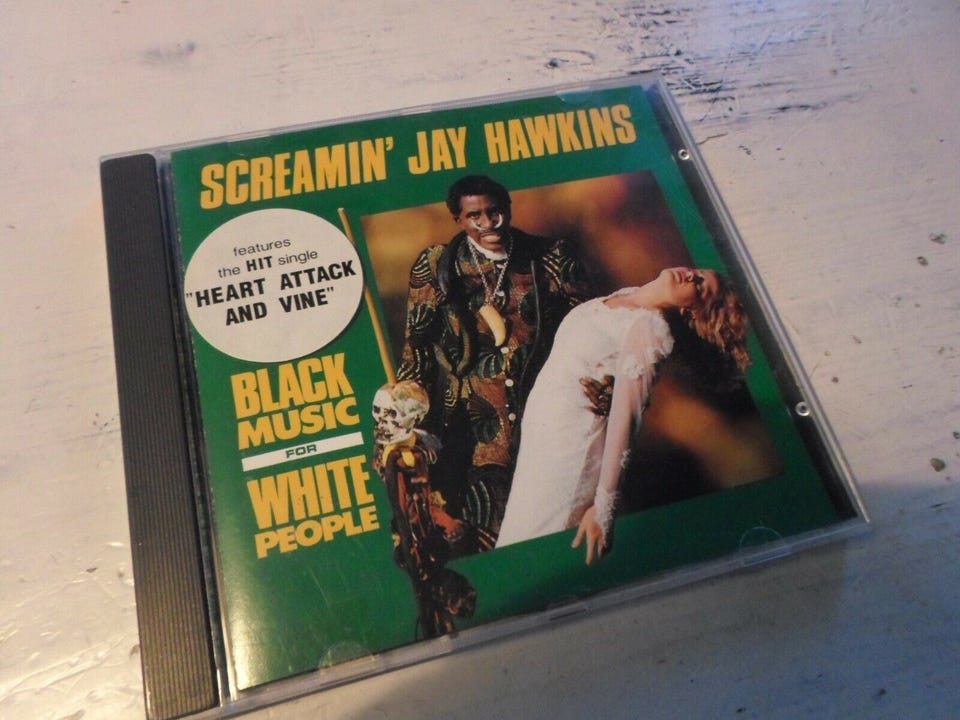 SCREAMIN' JAY HAWKINS
features
the HIT single
"HEART ATTACK
AND VINE"
BLACK
MUSIC
FOR
WHITE
PEOPLE